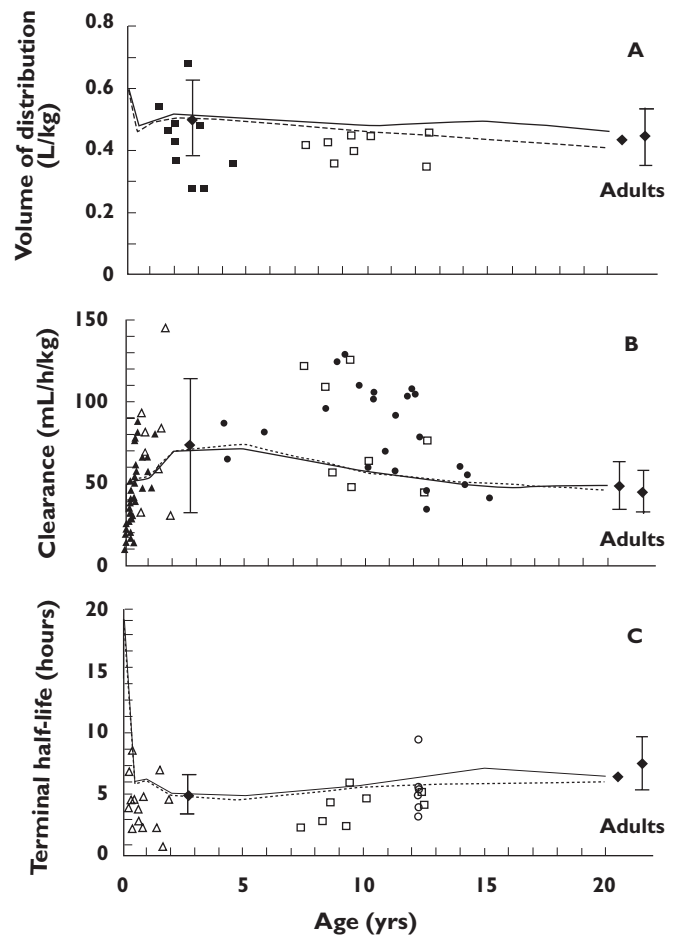 0.8
A
0.6
0.4
0.2
0
Volume of distribution
(L/kg)
Adults
150
B
100
50
0
Clearance (mL/h/kg)
Adults
20
C
15
10
5
0
Terminal half-life (hours)
Adults
0 5 10 15 20
Age (yrs)